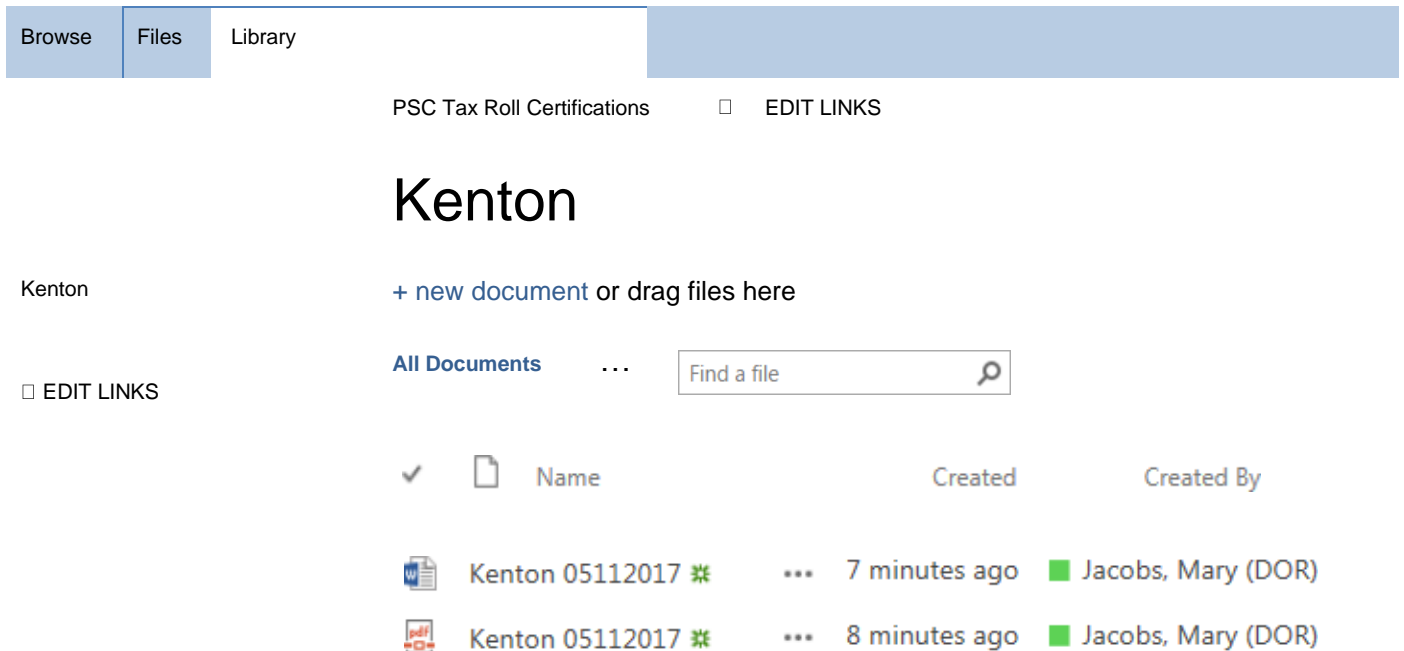 Browse Files Library
PSC Tax Roll Certifications EDIT LINKS
Kenton
Kenton
+ new document or drag files here
All Documents ... Find a file
EDIT LINKS
Name Created Created By
Kenton 05112017 ... 7 minutes ago Jacobs, Mary (DOR)
Kenton 05112017 ... 8 minutes ago Jacobs, Mary (DOR)